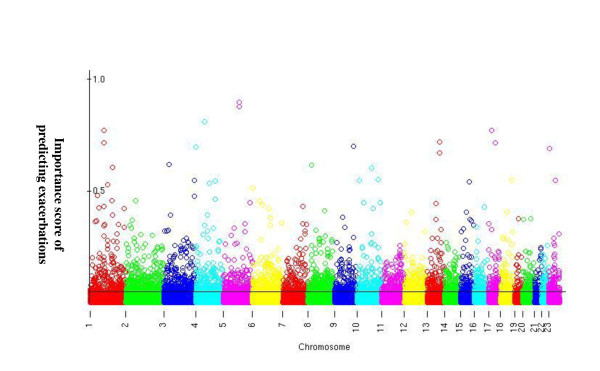 Importance score of
predicting exacerbations
1.0
0.5
1 2 3 4 5 6 7 8 9 10 11 12 13 14 15 16 17 18 19 20 21 22 23
Chromosome